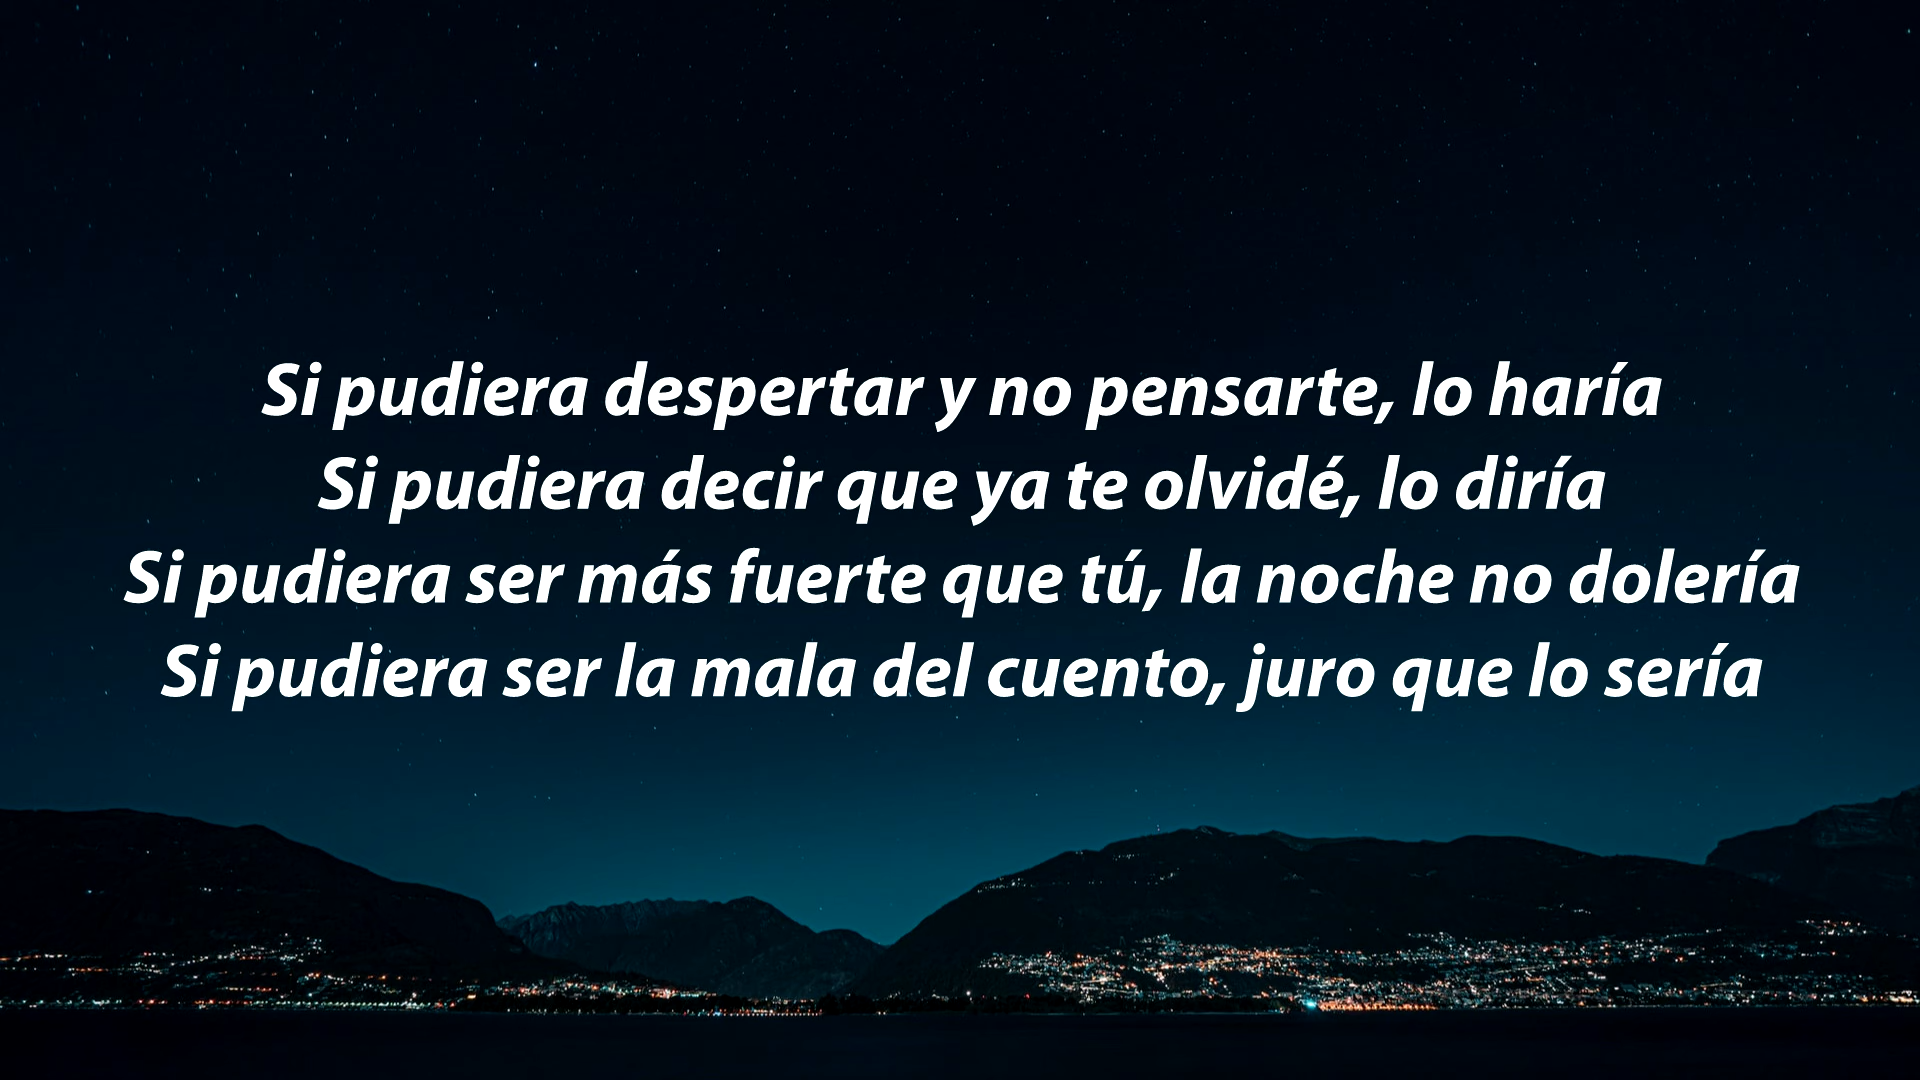 Si pudiera despertar y no pensarte, lo haría
Si pudiera decir que ya te olvidé, lo diría
Si pudiera ser más fuerte que tú, la noche no dolería
Si pudiera ser la mala del cuento, juro que lo sería